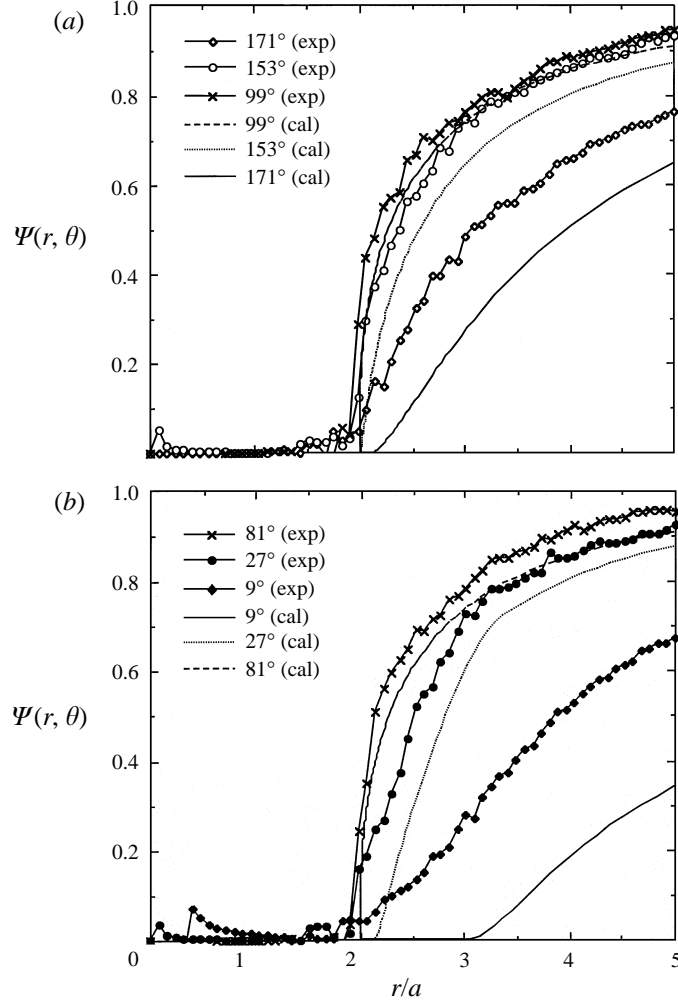 (a)
1.0
0.8
0.6
Ψ(r, θ)
0.4
0.2
171° (exp)
153° (exp)
99° (exp)
99° (cal)
153° (cal)
171° (cal)
(b)
1.0
0.8
0.6
Ψ(r, θ)
0.4
0.2
81° (exp)
27° (exp)
9° (exp)
9° (cal)
27° (cal)
81° (cal)
0 1 2 3 4 5
r/a